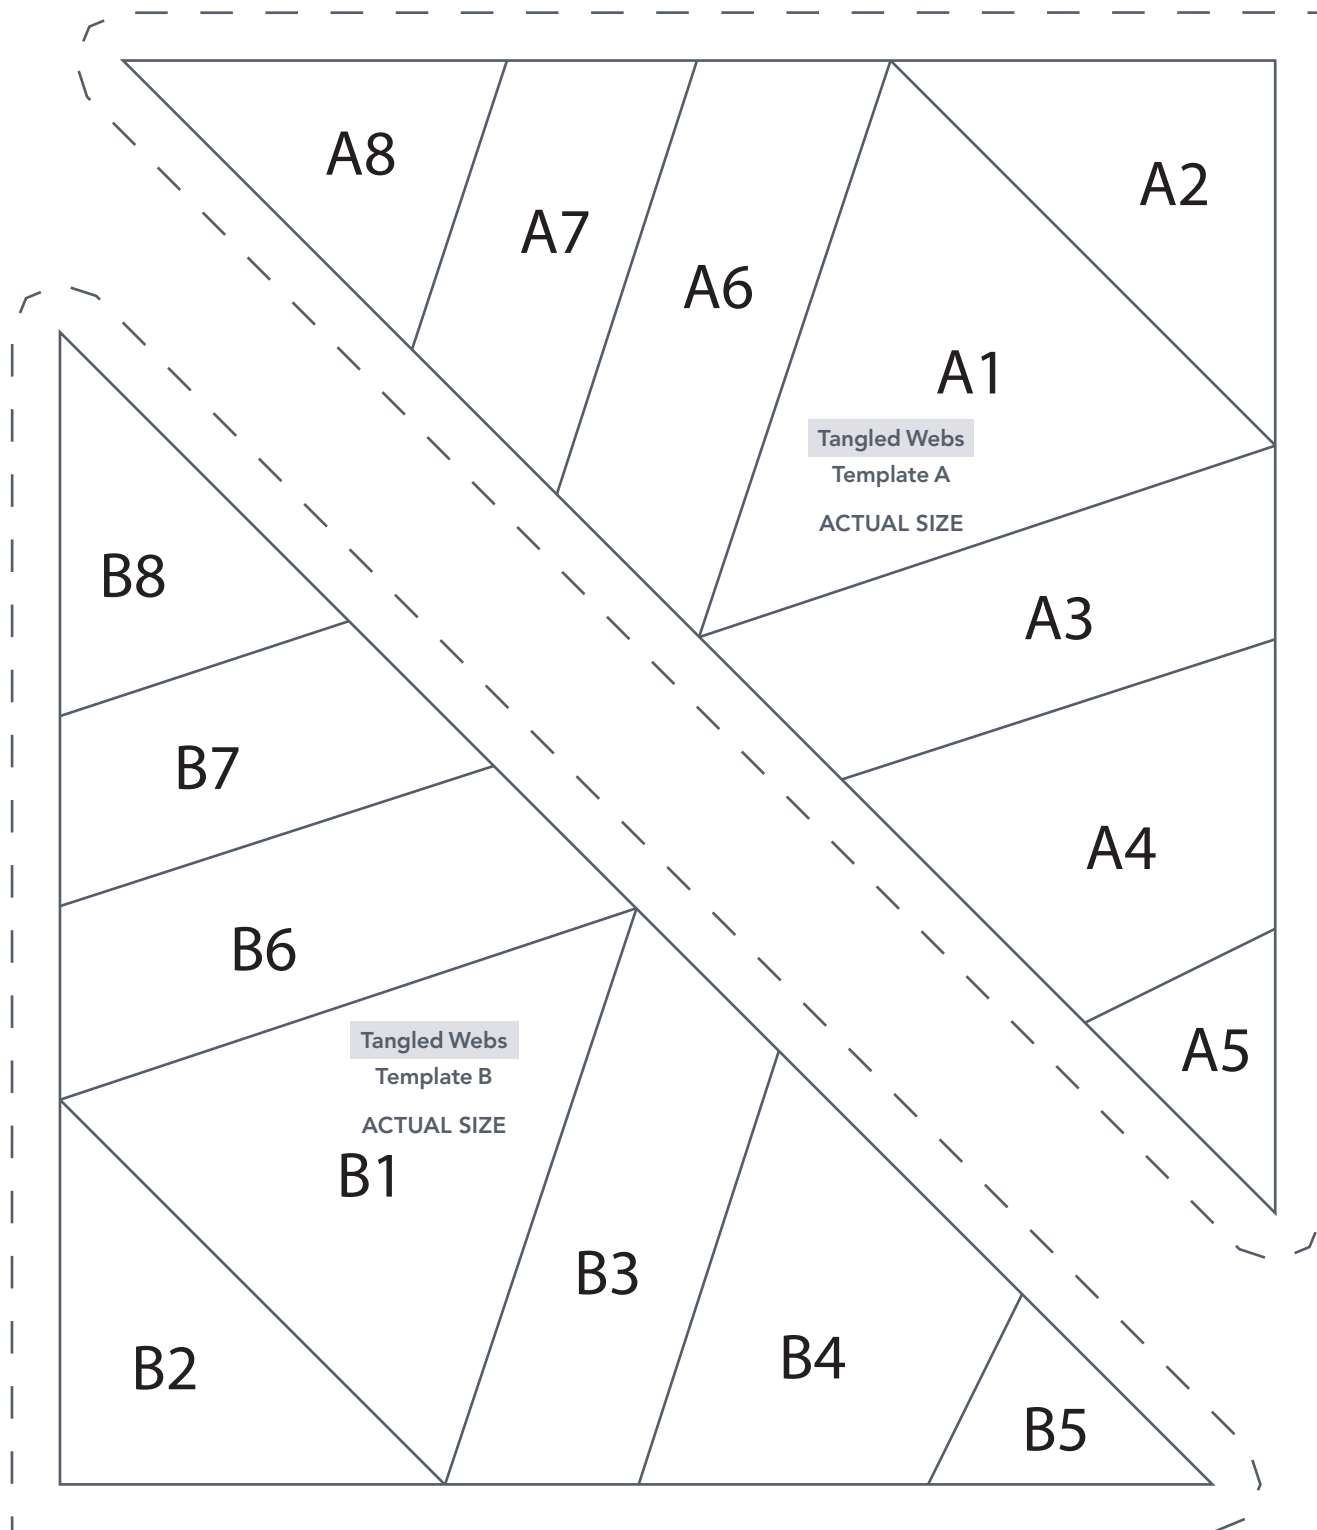 A8
A2
A7
A6
A1
Tangled Webs
Template A
ACTUAL SIZE
A3
A4
A5
B8
B7
B6
Tangled Webs
Template B
ACTUAL SIZE
B1
B3
B4
B2
B5